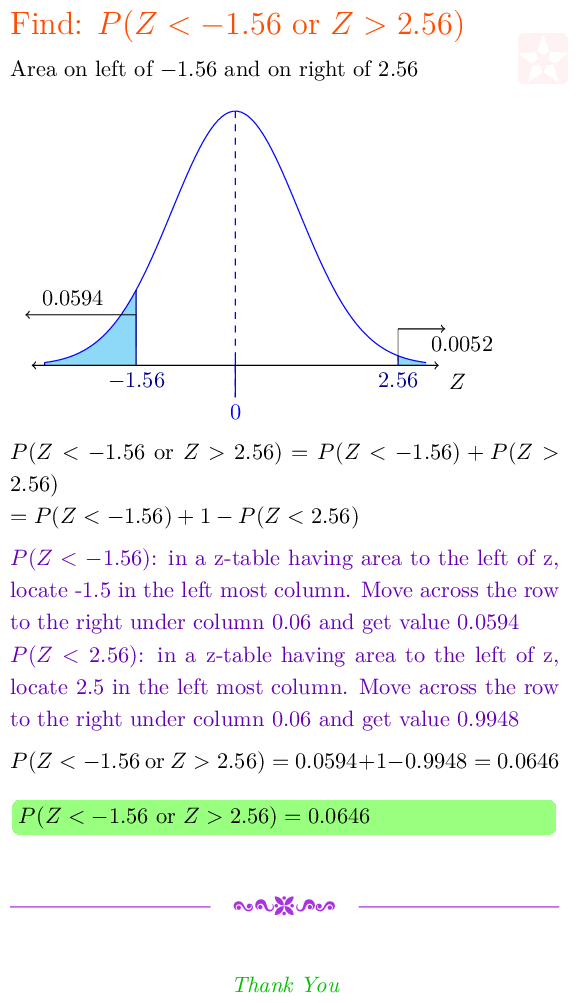 Find: P(Z < −1.56 or Z > 2.56)
Area on left of −1.56 and on right of 2.56
0.0594
0.0052
−1.56
2.56
Z
0
P(Z < −1.56 or Z > 2.56) = P(Z < −1.56) + P(Z >
2.56)
= P(Z < −1.56) + 1 − P(Z < 2.56)
P(Z < −1.56): in a z-table having area to the left of z,
locate -1.5 in the left most column. Move across the row
to the right under column 0.06 and get value 0.0594
P(Z < 2.56): in a z-table having area to the left of z,
locate 2.5 in the left most column. Move across the row
to the right under column 0.06 and get value 0.9948
P(Z < −1.56 or Z > 2.56) = 0.0594+1−0.9948 = 0.0646
P(Z < −1.56 or Z > 2.56) = 0.0646
Thank You